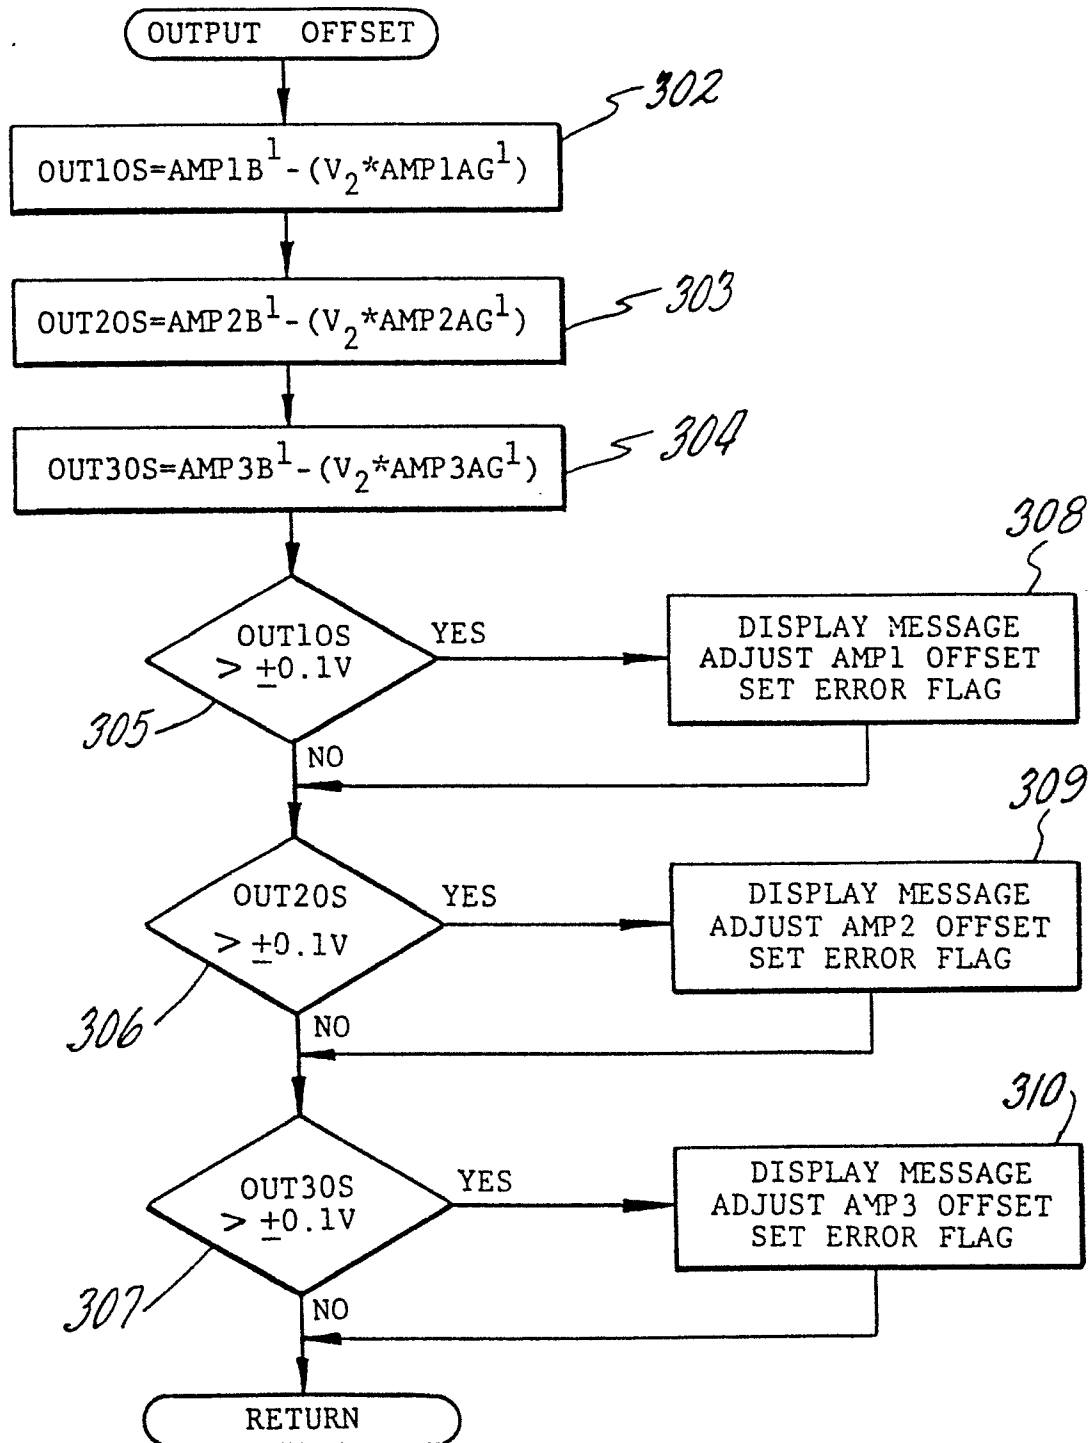 OUTPUT OFFSET
302
OUT1OS=AMP1B¹-(V₂*AMP1AG¹)
303
OUT2OS=AMP2B¹-(V₂*AMP2AG¹)
304
OUT3OS=AMP3B¹-(V₂*AMP3AG¹)
308
OUT1OS
> ±0.1V
YES
DISPLAY MESSAGE
ADJUST AMP1 OFFSET
SET ERROR FLAG
305
NO
309
OUT2OS
> ±0.1V
YES
DISPLAY MESSAGE
ADJUST AMP2 OFFSET
SET ERROR FLAG
306
NO
310
OUT3OS
> ±0.1V
YES
DISPLAY MESSAGE
ADJUST AMP3 OFFSET
SET ERROR FLAG
307
NO
RETURN